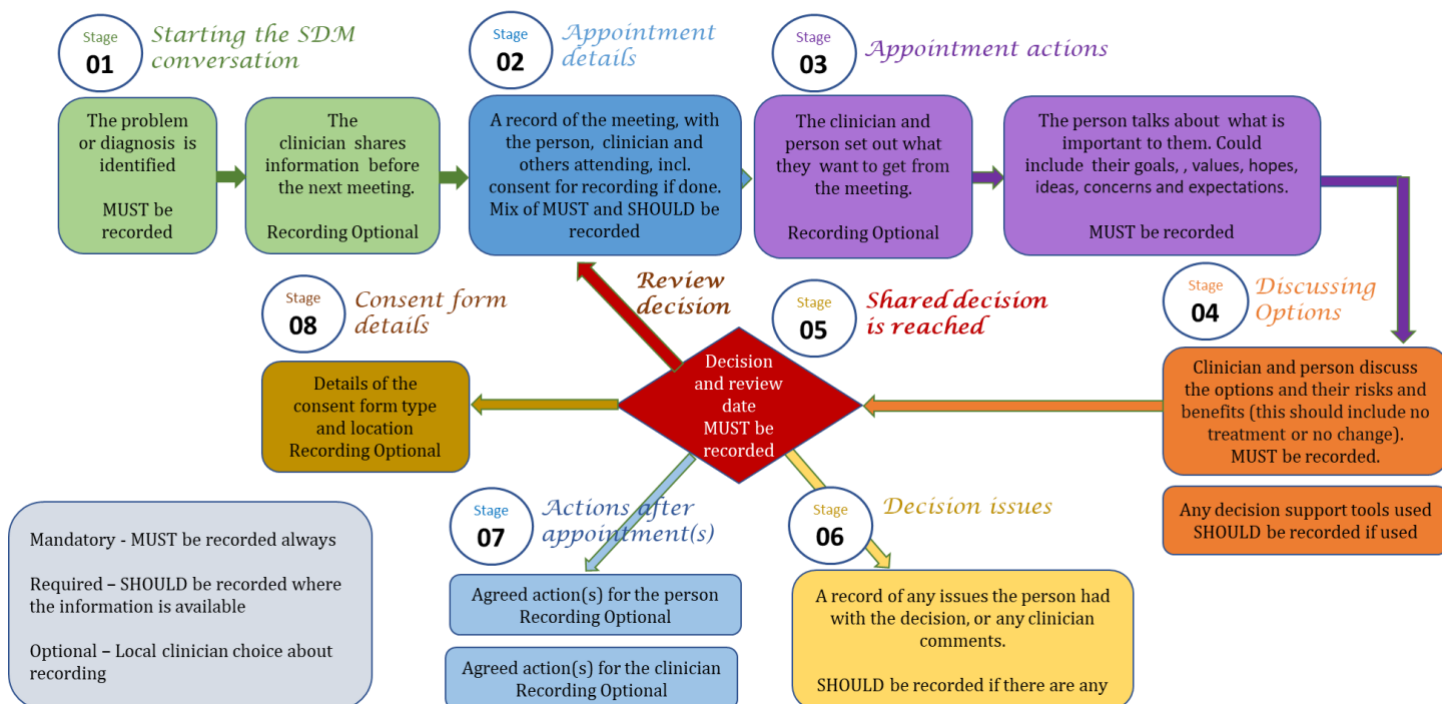 Stage
01
Starting the SDM
conversation
The problem
or diagnosis is
identified
MUST be
recorded
The
clinician shares
information before
the next meeting.
Recording Optional
Stage
02
Appointment
details
A record of the meeting, with
the person, clinician and
others attending, incl.
consent for recording if done.
Mix of MUST and SHOULD be
recorded
Stage
03
Appointment actions
The clinician and
person set out what
they want to get from
the meeting.
Recording Optional
The person talks about what is
important to them. Could
include their goals, , values, hopes,
ideas, concerns and expectations.
MUST be recorded
Stage
04
Discussing
Options
Clinician and person discuss
the options and their risks and
benefits (this should include no
treatment or no change).
MUST be recorded.
Any decision support tools used
SHOULD be recorded if used
Stage
05
Shared decision
is reached
Decision
and review
date
MUST be
recorded
Review
decision
Stage
06
Decision issues
A record of any issues the person had
with the decision, or any clinician
comments.
SHOULD be recorded if there are any
Stage
07
Actions after
appointment(s)
Agreed action(s) for the person
Recording Optional
Agreed action(s) for the clinician
Recording Optional
Stage
08
Consent form
details
Details of the
consent form type
and location
Recording Optional
Mandatory - MUST be recorded always
Required – SHOULD be recorded where
the information is available
Optional – Local clinician choice about
recording